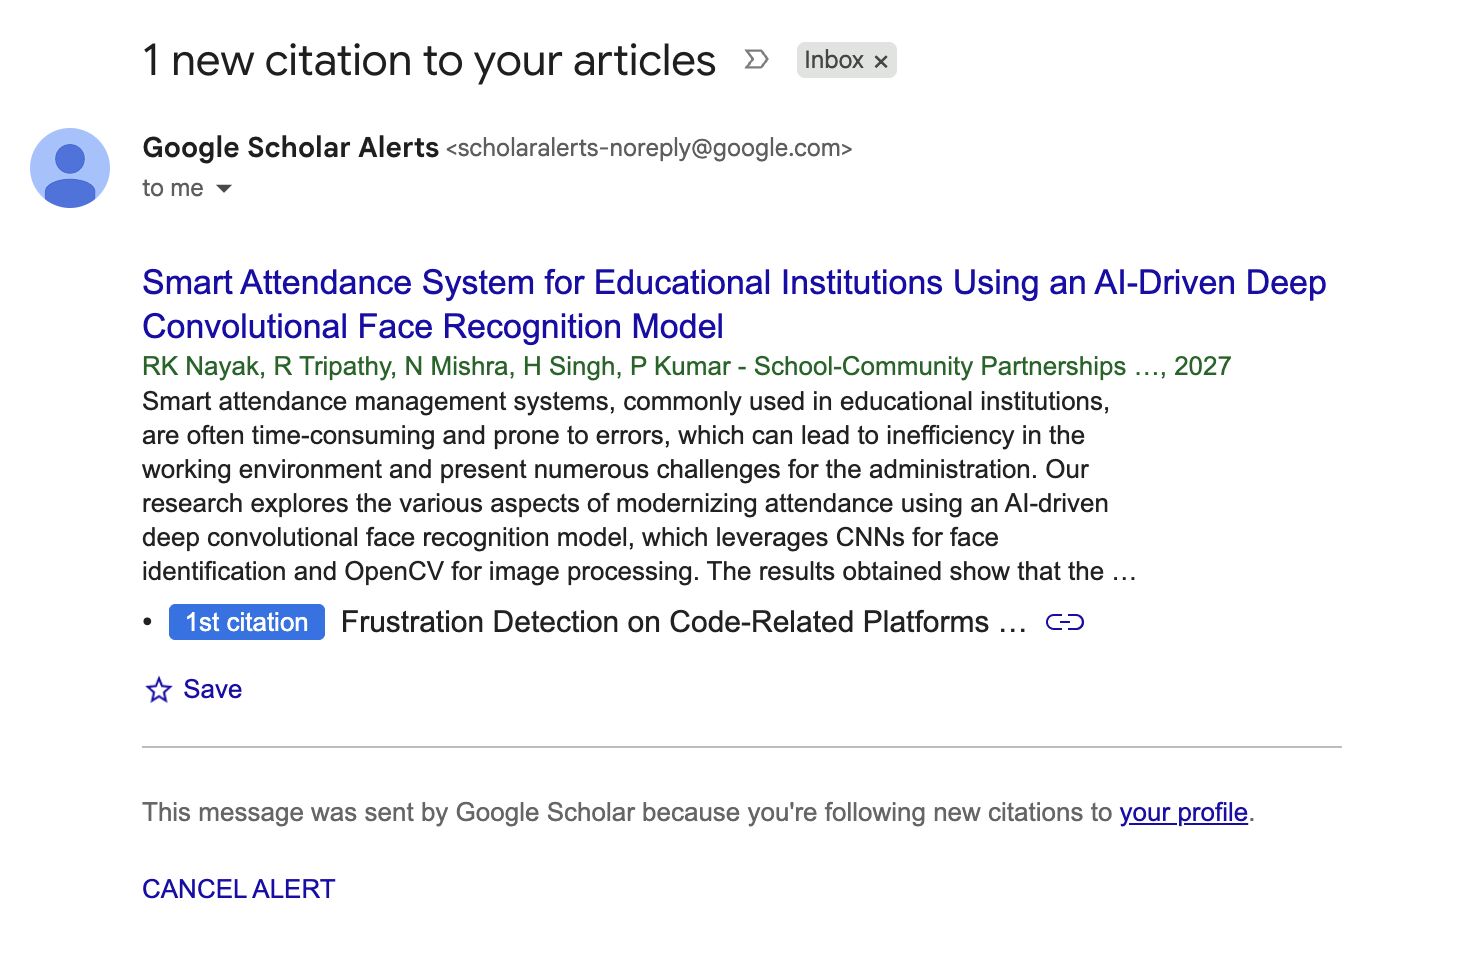 1 new citation to your articles Inbox ×
Google Scholar Alerts <scholaralerts-noreply@google.com>
to me
Smart Attendance System for Educational Institutions Using an AI-Driven Deep
Convolutional Face Recognition Model
RK Nayak, R Tripathy, N Mishra, H Singh, P Kumar - School-Community Partnerships …, 2027
Smart attendance management systems, commonly used in educational institutions,
are often time-consuming and prone to errors, which can lead to inefficiency in the
working environment and present numerous challenges for the administration. Our
research explores the various aspects of modernizing attendance using an AI-driven
deep convolutional face recognition model, which leverages CNNs for face
identification and OpenCV for image processing. The results obtained show that the …
• 1st citation Frustration Detection on Code-Related Platforms …
Save
This message was sent by Google Scholar because you're following new citations to your profile.
CANCEL ALERT